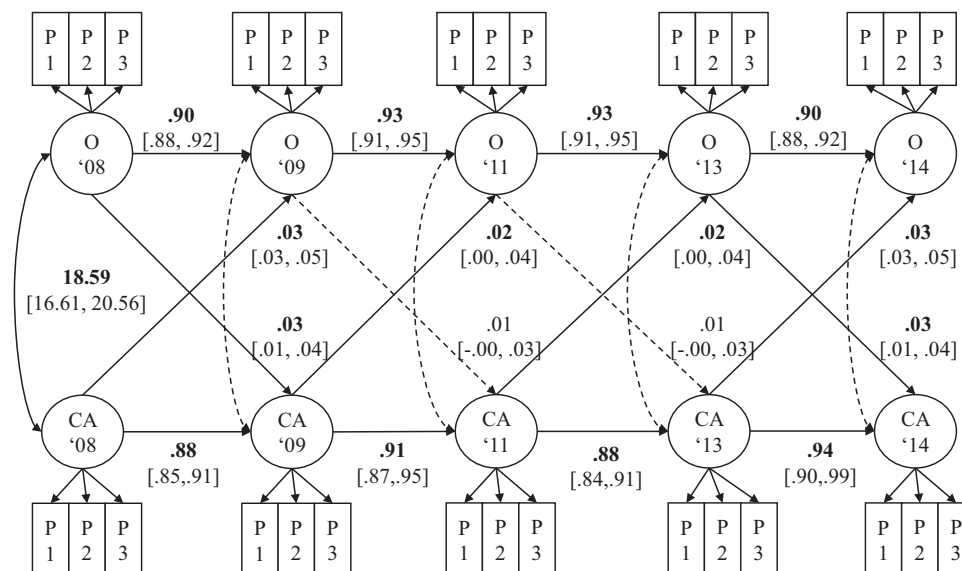 P 1 P 2 P 3 P 1 P 2 P 3 P 1 P 2 P 3 P 1 P 2 P 3 P 1 P 2 P 3
.90 .93 .93 .90
[.88, .92] [.91, .95] [.91, .95] [.88, .92]
O O O O O
‘08 ‘09 ‘11 ‘13 ‘14
.03 .02 .02 .03
[.03, .05] [.00, .04] [.00, .04] [.03, .05]
18.59
[16.61, 20.56]
.03 .01 .01 .03
[.01, .04] [-.00, .03] [-.00, .03] [.01, .04]
CA CA CA CA CA
‘08 ‘09 ‘11 ‘13 ‘14
.88 .91 .88 .94
[.85,.91] [.87,.95] [.84,.91] [.90,.99]
P 1 P 2 P 3 P 1 P 2 P 3 P 1 P 2 P 3 P 1 P 2 P 3 P 1 P 2 P 3